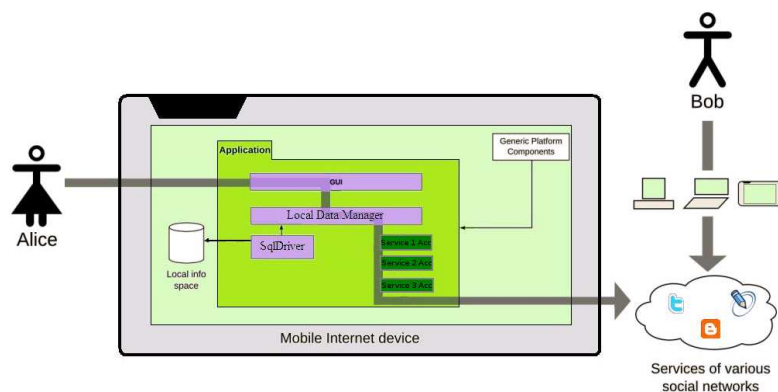 Bob
Generic Platform
Components
Application
GUI
Alice
Local Data Manager
SqlDriver
Service 1 Acc
Service 2 Acc
Service 3 Acc
Local info
space
Mobile Internet device
Services of various
social networks